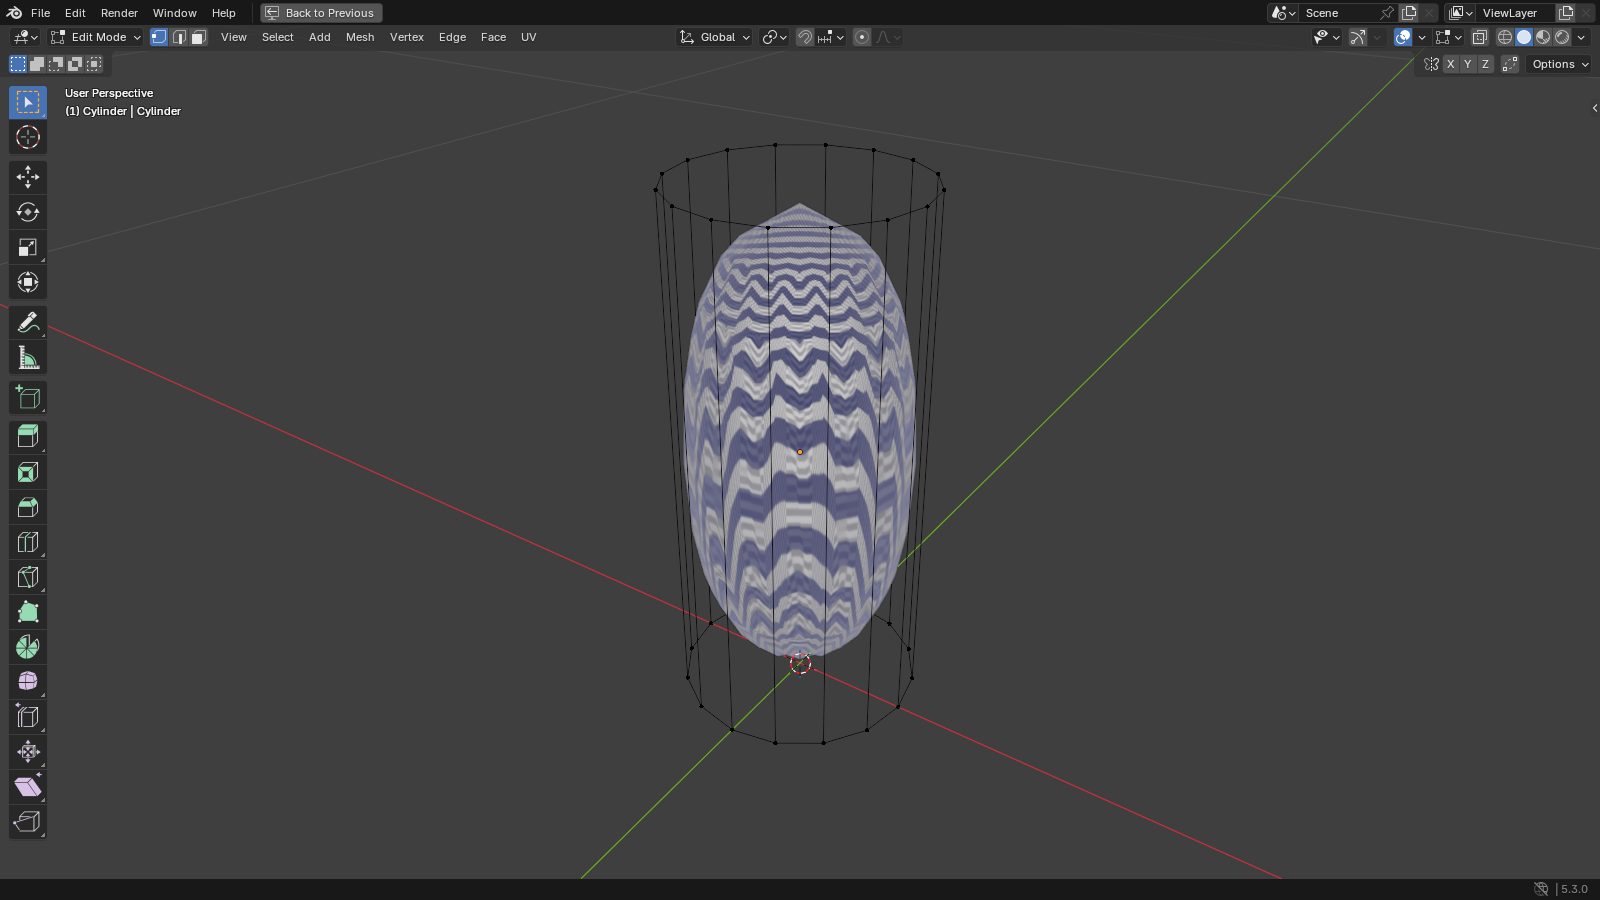 File Edit Render Window Help Back to Previous Scene ViewLayer
Edit Mode View Select Add Mesh Vertex Edge Face UV Global
X Y Z Options
User Perspective
(1) Cylinder | Cylinder
5.3.0